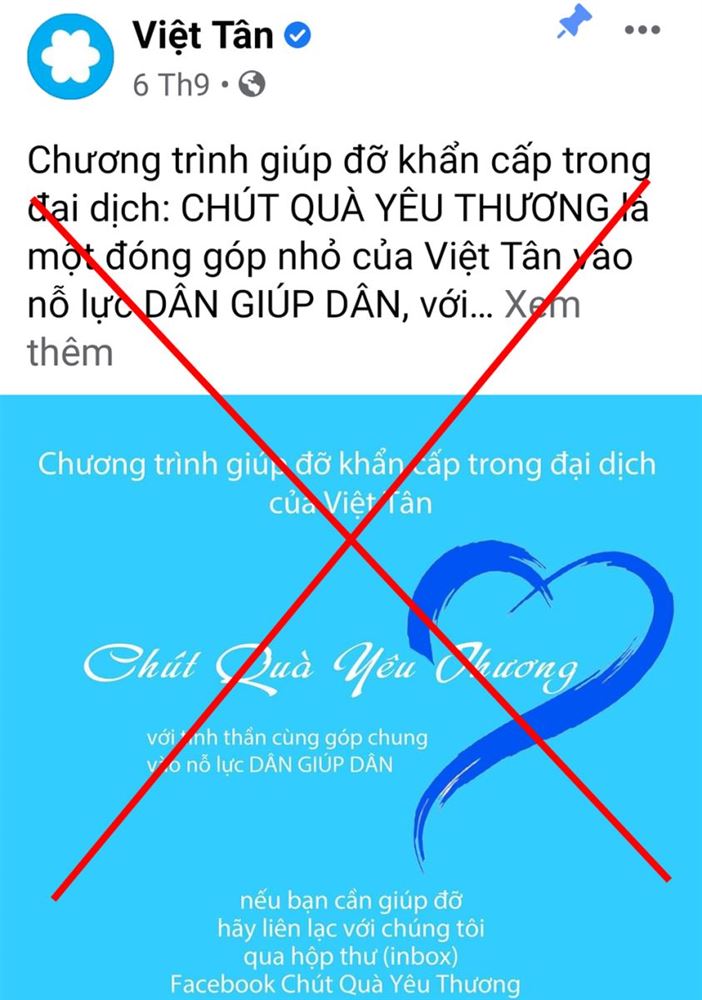 Việt Tân
6 Th9 •
Chương trình giúp đỡ khẩn cấp trong
đại dịch: CHÚT QUÀ YÊU THƯƠNG là
một đóng góp nhỏ của Việt Tân vào
nỗ lực DÂN GIÚP DÂN, với... Xem
thêm
Chương trình giúp đỡ khẩn cấp trong đại dịch
của Việt Tân
Chút Quà Yêu Thương
với tinh thần cùng góp chung
vào nỗ lực DÂN GIÚP DÂN
nếu bạn cần giúp đỡ
hãy liên lạc với chúng tôi
qua hộp thư (inbox)
Facebook Chút Quà Yêu Thương